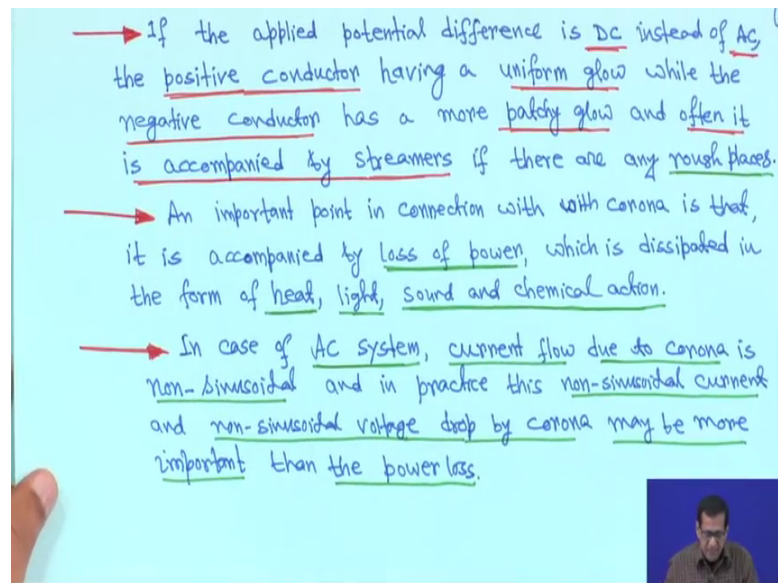 If the applied potential difference is DC instead of AC,
the positive conductor having a uniform glow while the
negative conductor has a more patchy glow and often it
is accompanied by streamers if there are any rough places.
An important point in connection with with corona is that,
it is accompanied by loss of power, which is dissipated in
the form of heat, light, sound and chemical action.
In case of AC system, current flow due to corona is
non-sinusoidal and in practice this non-sinusoidal current
and non-sinusoidal voltage drop by corona may be more
important than the power loss.